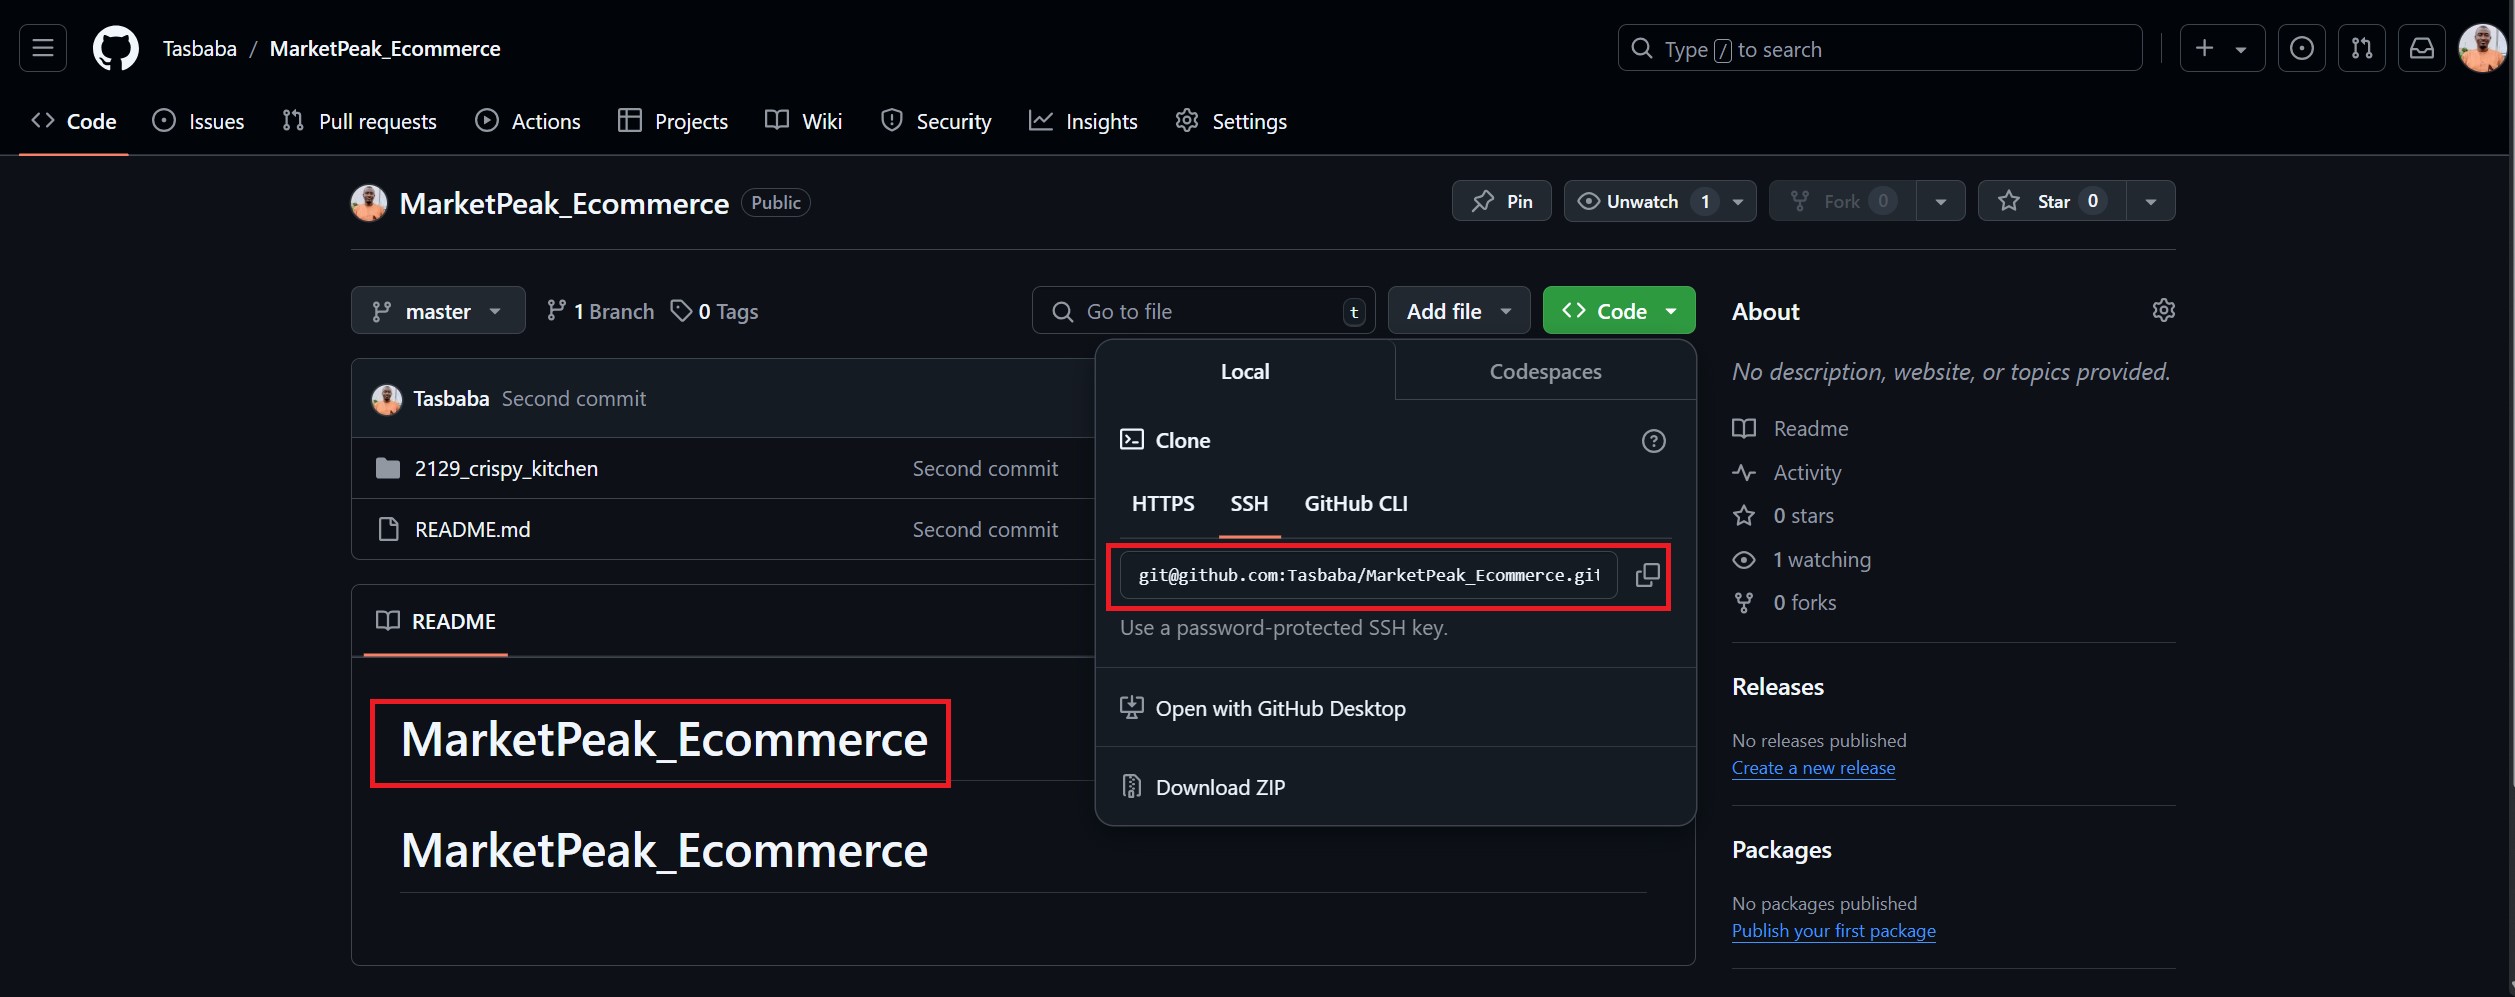 Tasbaba / MarketPeak_Ecommerce
Type / to search
Code Issues Pull requests Actions Projects Wiki Security Insights Settings
MarketPeak_Ecommerce Public
Pin Unwatch 1 Fork 0 Star 0
master 1 Branch 0 Tags
Go to file t Add file Code
Tasbaba Second commit
2129_crispy_kitchen Second commit
README.md Second commit
README
MarketPeak_Ecommerce
MarketPeak_Ecommerce
Local Codespaces
Clone
HTTPS SSH GitHub CLI
git@github.com:Tasbaba/MarketPeak_Ecommerce.git
Use a password-protected SSH key.
Open with GitHub Desktop
Download ZIP
About
No description, website, or topics provided.
Readme
Activity
0 stars
1 watching
0 forks
Releases
No releases published
Create a new release
Packages
No packages published
Publish your first package